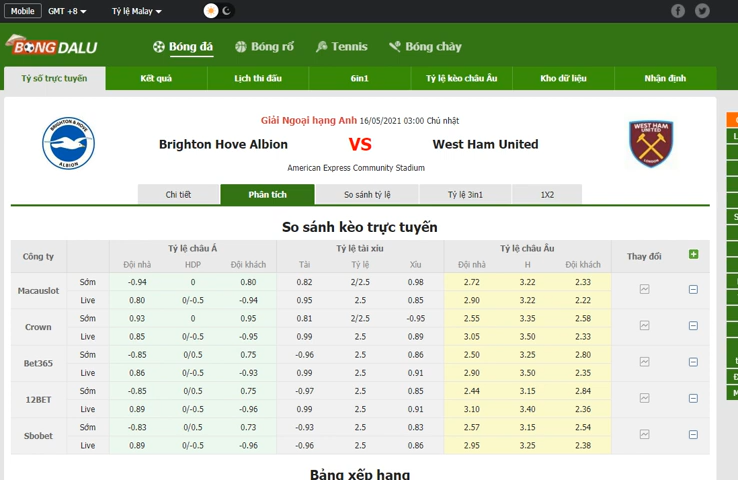 Mobile GMT +8 Tỷ lệ Malay
BONGDALU Bóng đá Bóng rổ Tennis Bóng chày
Tỷ số trực tuyến Kết quả Lịch thi đấu 6in1 Tỷ lệ kèo châu Âu Kho dữ liệu Nhận định
Giải Ngoại hạng Anh 16/05/2021 03:00 Chủ nhật
BRIGHTON & HOVE ALBION Brighton Hove Albion VS West Ham United WEST HAM UNITED LONDON
American Express Community Stadium
Chi tiết Phân tích So sánh tỷ lệ Tỷ lệ 3in1 1X2
So sánh kèo trực tuyến
Công ty Tỷ lệ châu Á Tỷ lệ tài xỉu Tỷ lệ châu Âu Thay đổi
Đội nhà HDP Đội khách Tài Tỷ lệ Xỉu Đội nhà H Đội khách
Macauslot Sớm -0.94 0 0.80 0.82 2/2.5 0.98 2.72 3.22 2.33
Live 0.80 0/-0.5 -0.94 0.95 2.5 0.85 2.90 3.22 2.22
Crown Sớm 0.93 0 0.95 0.81 2/2.5 -0.95 2.55 3.35 2.58
Live 0.85 0/-0.5 -0.95 0.99 2.5 0.89 3.05 3.50 2.33
Bet365 Sớm -0.85 0/0.5 0.75 -0.96 2.5 0.86 2.50 3.25 2.80
Live 0.86 0/-0.5 -0.93 0.99 2.5 0.91 2.90 3.50 2.35
12BET Sớm -0.85 0/0.5 0.75 -0.97 2.5 0.85 2.44 3.15 2.84
Live 0.89 0/-0.5 -0.96 0.99 2.5 0.91 3.10 3.40 2.36
Sbobet Sớm -0.83 0/0.5 0.73 -0.93 2.5 0.83 2.57 3.15 2.54
Live 0.89 0/-0.5 -0.96 -0.96 2.5 0.86 2.95 3.25 2.38
Bảng xếp hạng